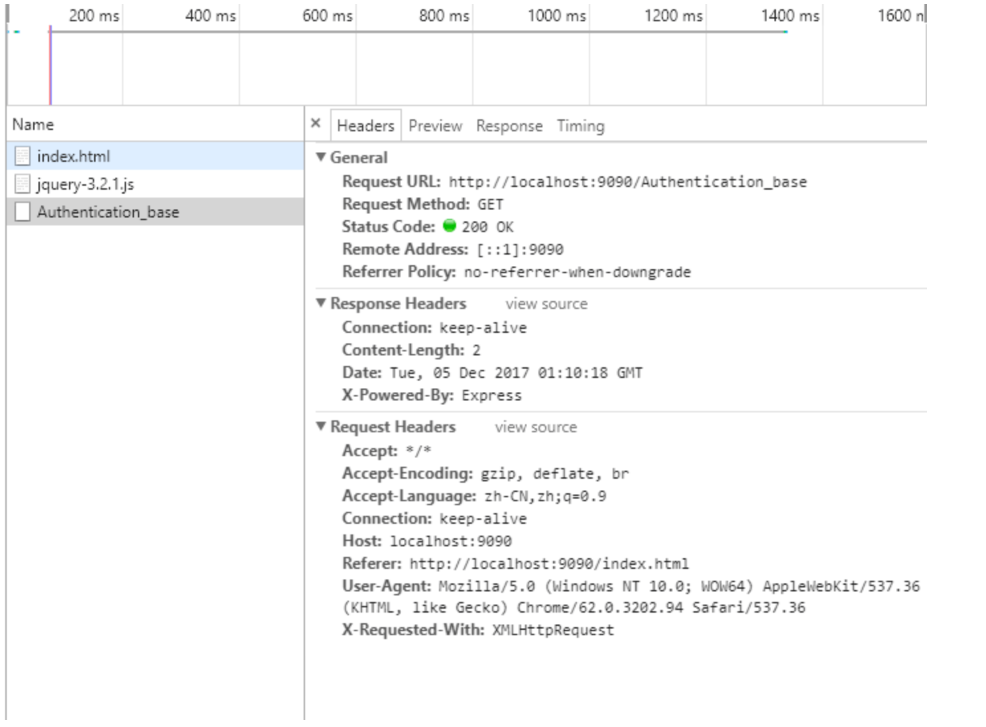 200 ms 400 ms 600 ms 800 ms 1000 ms 1200 ms 1400 ms 1600 n
Name
index.html
jquery-3.2.1.js
Authentication_base
× Headers Preview Response Timing
▼ General
Request URL: http://localhost:9090/Authentication_base
Request Method: GET
Status Code: 200 OK
Remote Address: [::1]:9090
Referrer Policy: no-referrer-when-downgrade
▼ Response Headers view source
Connection: keep-alive
Content-Length: 2
Date: Tue, 05 Dec 2017 01:10:18 GMT
X-Powered-By: Express
▼ Request Headers view source
Accept: */*
Accept-Encoding: gzip, deflate, br
Accept-Language: zh-CN,zh;q=0.9
Connection: keep-alive
Host: localhost:9090
Referer: http://localhost:9090/index.html
User-Agent: Mozilla/5.0 (Windows NT 10.0; WOW64) AppleWebKit/537.36
(KHTML, like Gecko) Chrome/62.0.3202.94 Safari/537.36
X-Requested-With: XMLHttpRequest